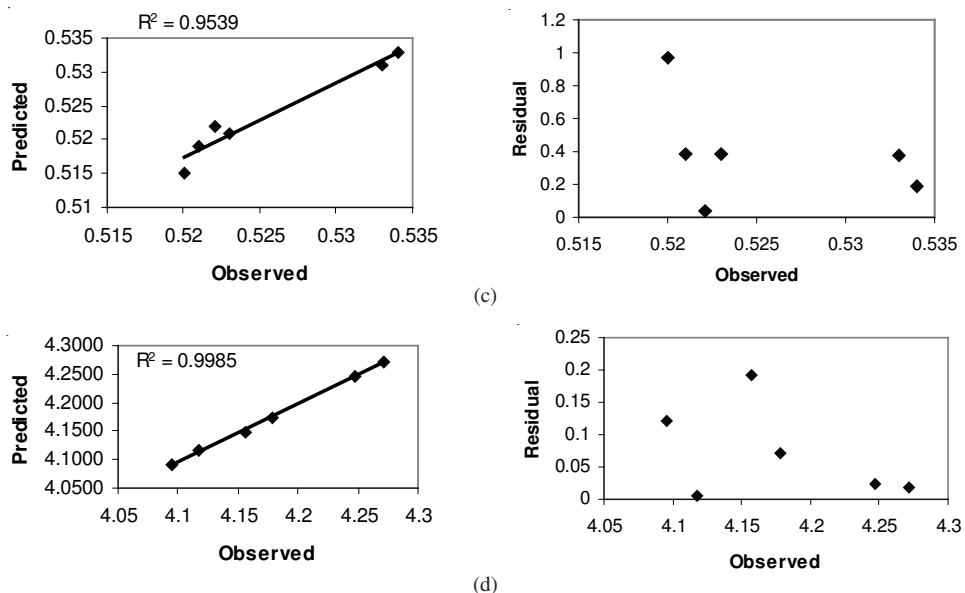 R² = 0.9539
Predicted
0.535
0.53
0.525
0.52
0.515
0.51
0.515 0.52 0.525 0.53 0.535
Observed
Residual
1.2
1
0.8
0.6
0.4
0.2
0
0.515 0.52 0.525 0.53 0.535
Observed
(c)
R² = 0.9985
Predicted
4.3000
4.2500
4.2000
4.1500
4.1000
4.0500
4.05 4.1 4.15 4.2 4.25 4.3
Observed
Residual
0.25
0.2
0.15
0.1
0.05
0
4.05 4.1 4.15 4.2 4.25 4.3
Observed
(d)